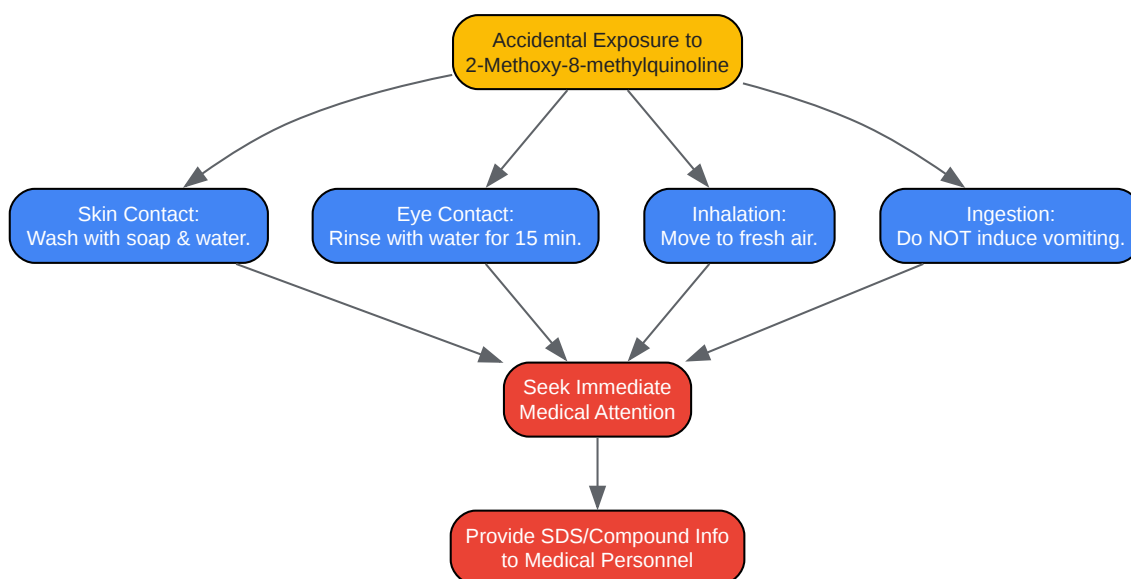 Accidental Exposure to
2-Methoxy-8-methylquinoline
Skin Contact:
Wash with soap & water.
Eye Contact:
Rinse with water for 15 min.
Inhalation:
Move to fresh air.
Ingestion:
Do NOT induce vomiting.
Seek Immediate
Medical Attention
Provide SDS/Compound Info
to Medical Personnel